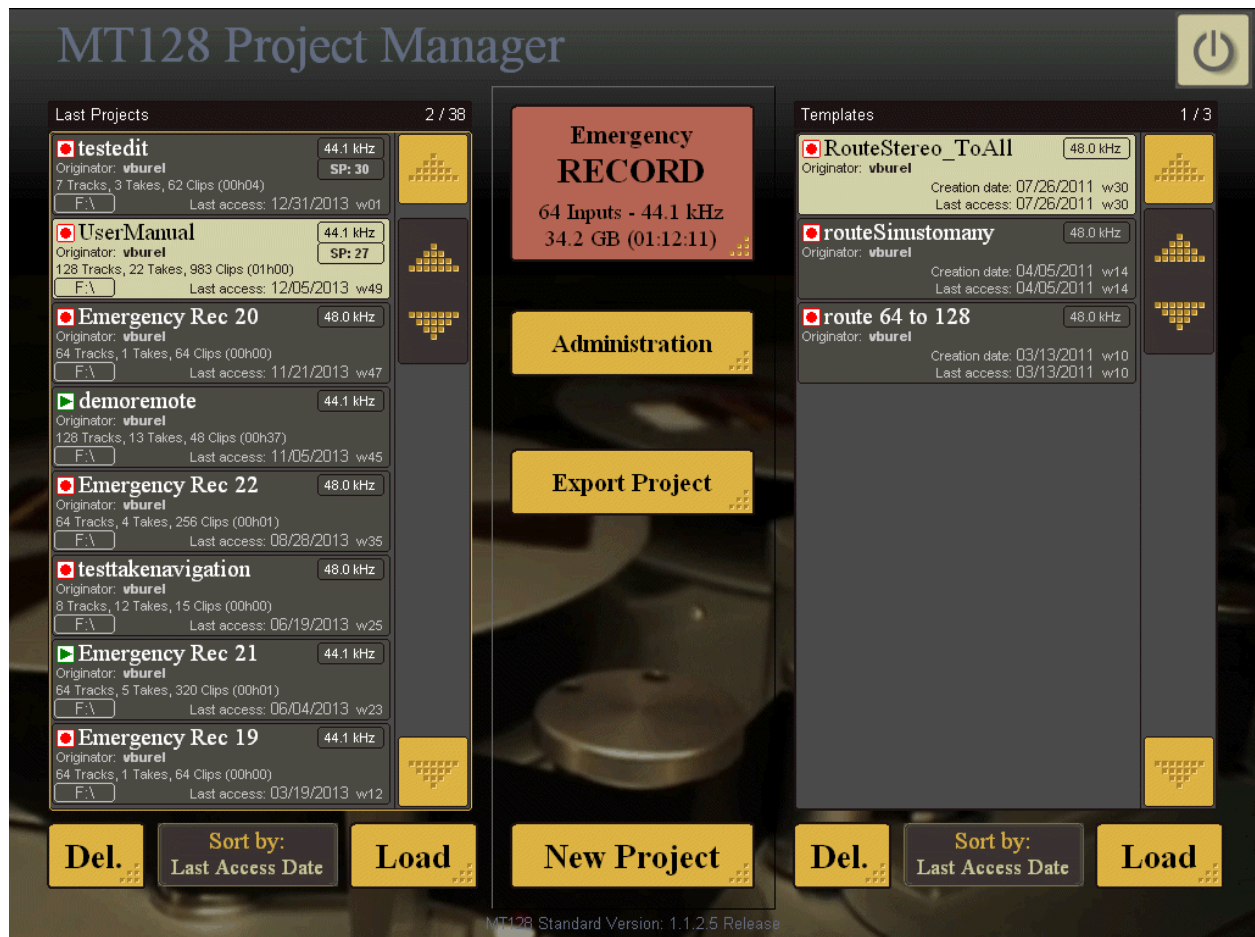 MT128 Project Manager
Last Projects 2 / 38
testedit 44.1 kHz
Originator: vburel SP: 30
7 Tracks, 3 Takes, 62 Clips (00h04)
F:\ Last access: 12/31/2013 w01
UserManual 44.1 kHz
Originator: vburel SP: 27
128 Tracks, 22 Takes, 983 Clips (01h00)
F:\ Last access: 12/05/2013 w49
Emergency Rec 20 48.0 kHz
Originator: vburel
64 Tracks, 1 Takes, 64 Clips (00h00)
F:\ Last access: 11/21/2013 w47
demoremote 44.1 kHz
Originator: vburel
128 Tracks, 13 Takes, 48 Clips (00h37)
F:\ Last access: 11/05/2013 w45
Emergency Rec 22 48.0 kHz
Originator: vburel
64 Tracks, 4 Takes, 256 Clips (00h01)
F:\ Last access: 08/28/2013 w35
testtakenavigation 48.0 kHz
Originator: vburel
8 Tracks, 12 Takes, 15 Clips (00h00)
F:\ Last access: 06/19/2013 w25
Emergency Rec 21 44.1 kHz
Originator: vburel
64 Tracks, 5 Takes, 320 Clips (00h01)
F:\ Last access: 06/04/2013 w23
Emergency Rec 19 44.1 kHz
Originator: vburel
64 Tracks, 1 Takes, 64 Clips (00h00)
F:\ Last access: 03/19/2013 w12
Del.
Sort by:
Last Access Date
Load
Emergency
RECORD
64 Inputs - 44.1 kHz
34.2 GB (01:12:11)
Administration
Export Project
New Project
Templates 1 / 3
RouteStereo_ToAll 48.0 kHz
Originator: vburel
Creation date: 07/26/2011 w30
Last access: 07/26/2011 w30
routeSinustomany 48.0 kHz
Originator: vburel
Creation date: 04/05/2011 w14
Last access: 04/05/2011 w14
route 64 to 128 48.0 kHz
Originator: vburel
Creation date: 03/13/2011 w10
Last access: 03/13/2011 w10
Del.
Sort by:
Last Access Date
Load
MT128 Standard Version: 1.1.2.5 Release